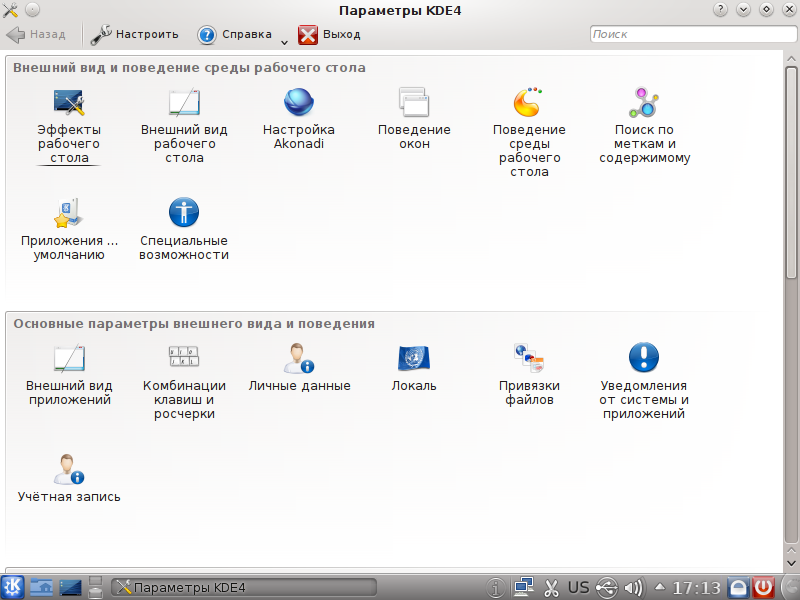 Параметры KDE4
Назад
Настроить
Справка
Выход
Поиск
Внешний вид и поведение среды рабочего стола
Эффекты
рабочего
стола
Внешний вид
рабочего
стола
Настройка
Akonadi
Поведение
окон
Поведение
среды
рабочего
стола
Поиск по
меткам и
содержимому
Приложения ...
умолчанию
Специальные
возможности
Основные параметры внешнего вида и поведения
Внешний вид
приложений
Комбинации
клавиш и
росчерки
Личные данные
Локаль
Привязки
файлов
Уведомления
от системы и
приложений
Учётная запись
Параметры KDE4
US
17:13